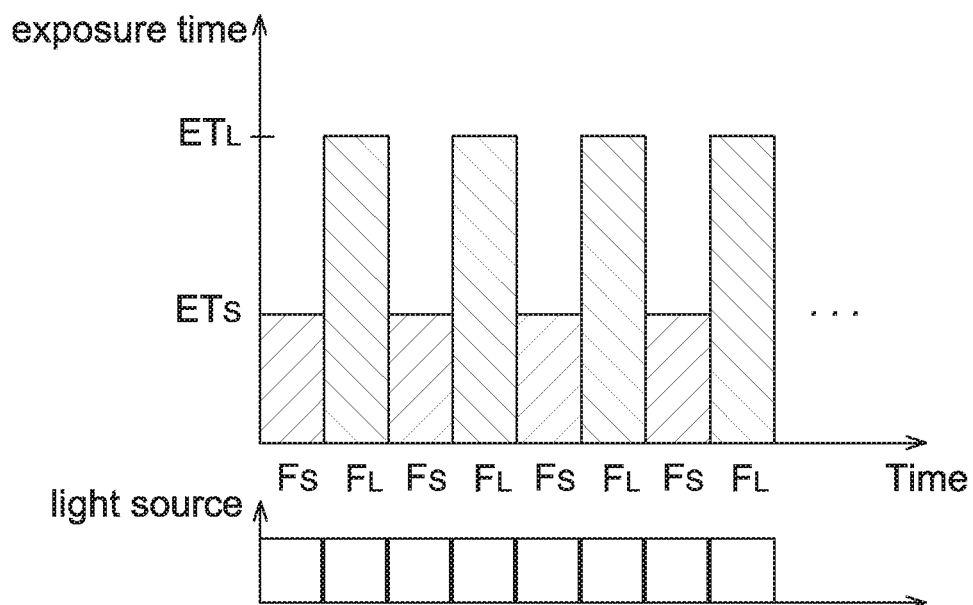 exposure time
ETL
ETS
. . .
FS FL FS FL FS FL FS FL Time
light source